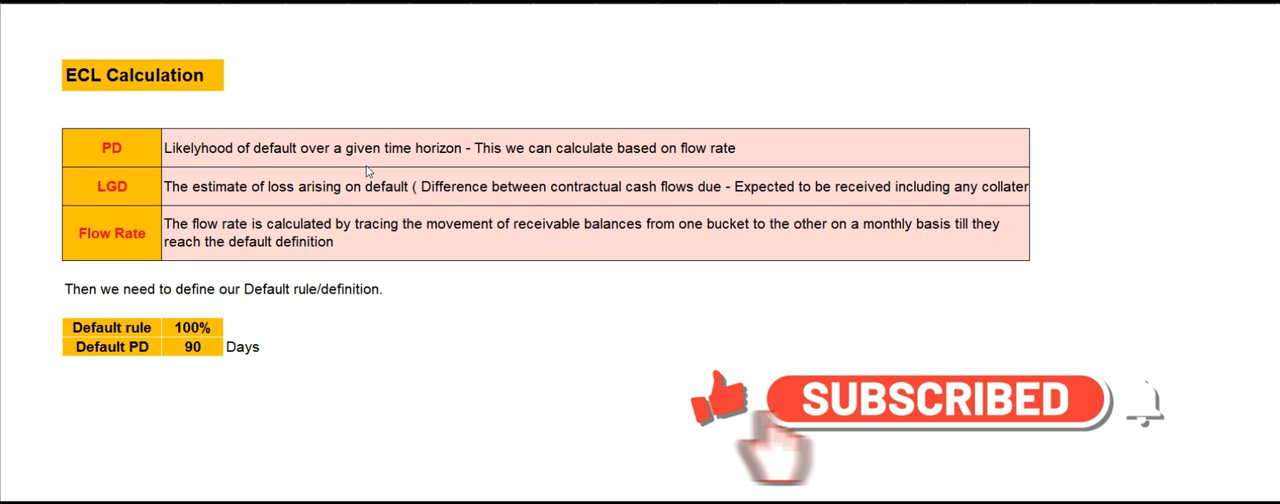 ECL Calculation
PD Likelyhood of default over a given time horizon - This we can calculate based on flow rate
LGD The estimate of loss arising on default ( Difference between contractual cash flows due - Expected to be received including any collater
Flow Rate The flow rate is calculated by tracing the movement of receivable balances from one bucket to the other on a monthly basis till they
reach the default definition
Then we need to define our Default rule/definition.
Default rule 100%
Default PD 90 Days
SUBSCRIBED